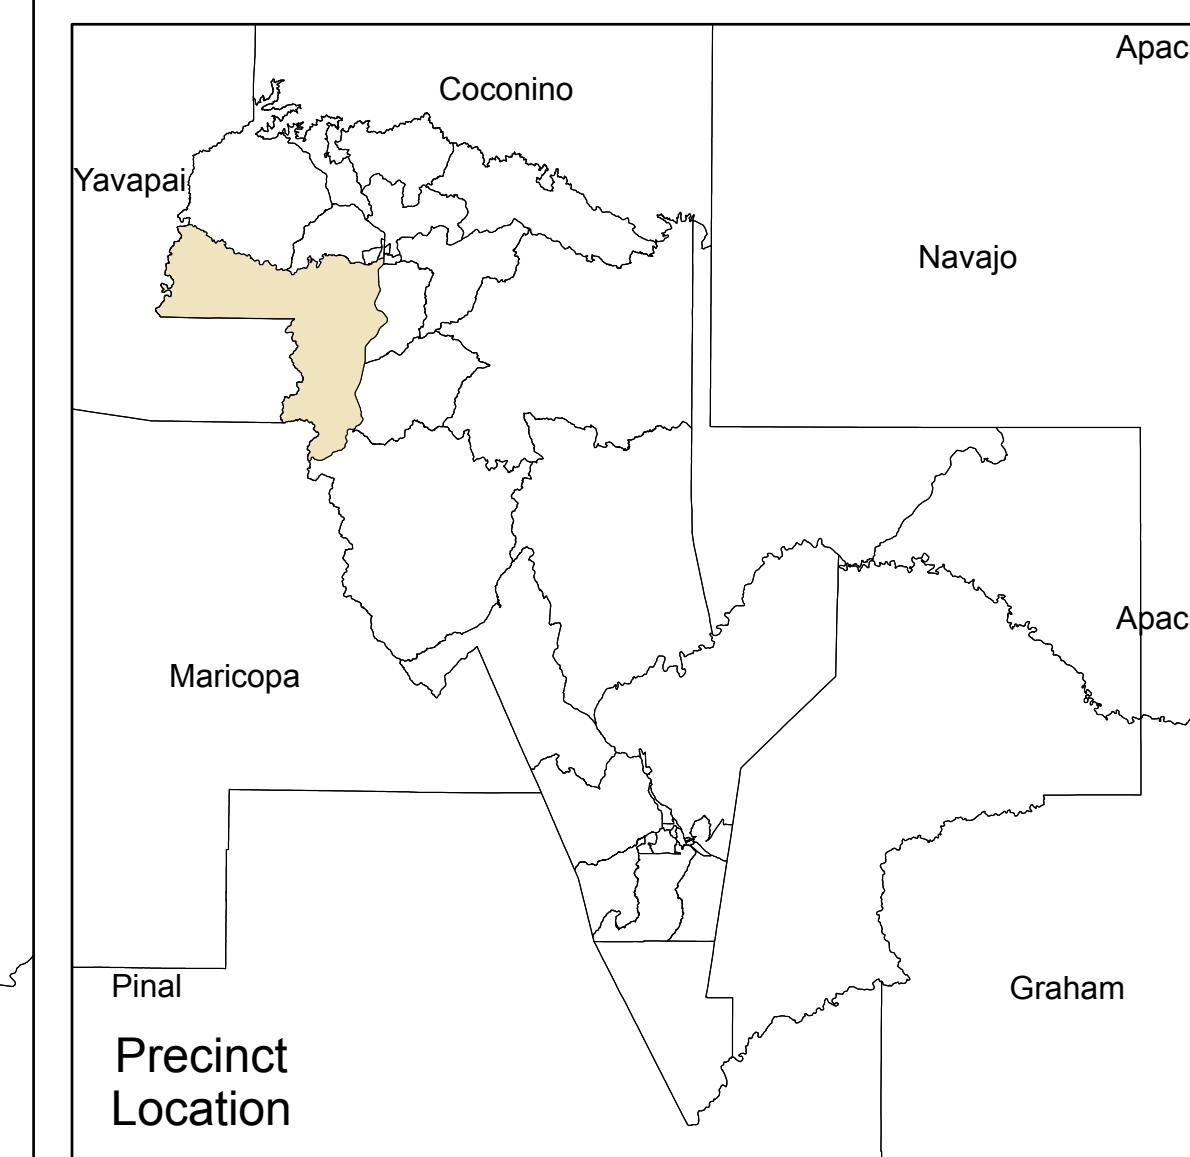 Apac
Coconino
Yavapai
Navajo
Apac
Maricopa
Pinal
Graham
Precinct
Location